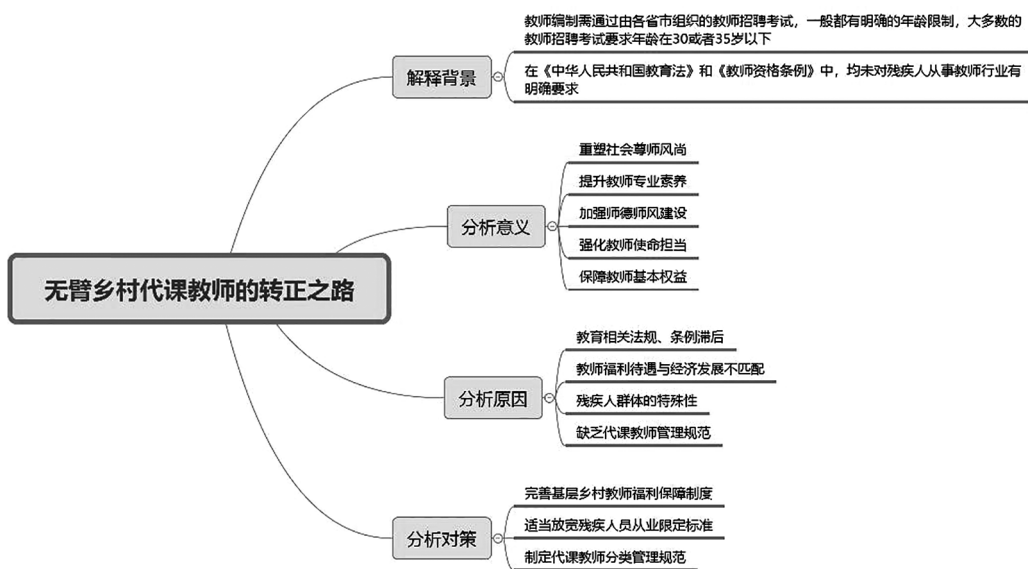 教师编制需通过由各省市组织的教师招聘考试，一般都有明确的年龄限制，大多数的
教师招聘考试要求年龄在30或者35岁以下
解释背景
在《中华人民共和国教育法》和《教师资格条例》中，均未对残疾人从事教师行业有
明确要求
重塑社会尊师风尚
提升教师专业素养
分析意义
加强师德师风建设
强化教师使命担当
保障教师基本权益
无臂乡村代课教师的转正之路
教育相关法规、条例滞后
教师福利待遇与经济发展不匹配
分析原因
残疾人群体的特殊性
缺乏代课教师管理规范
完善基层乡村教师福利保障制度
分析对策
适当放宽残疾人员从业限定标准
制定代课教师分类管理规范